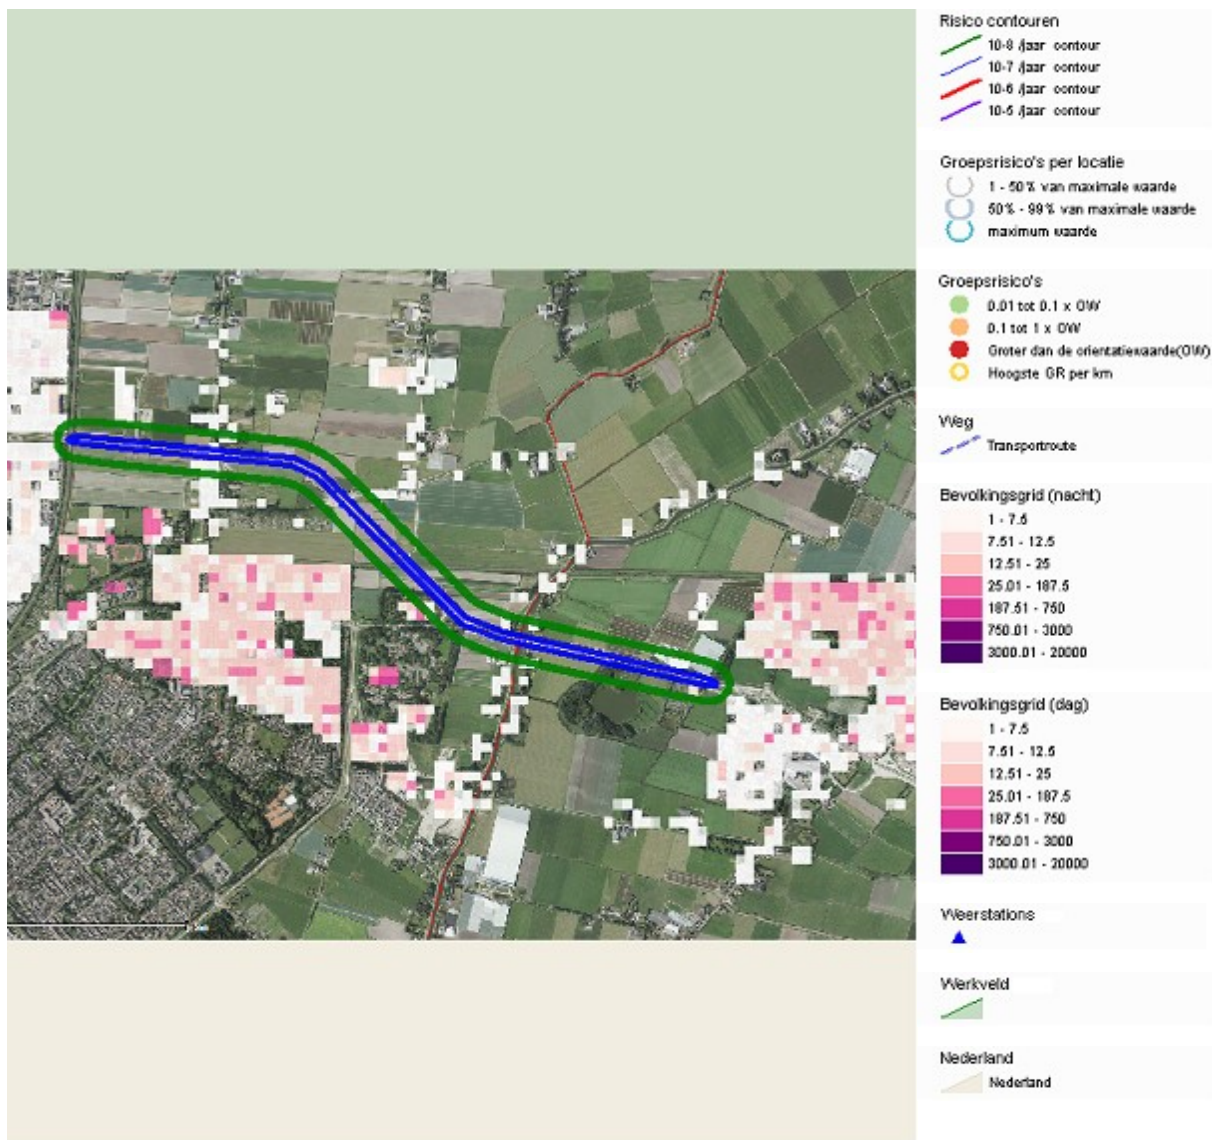 Risico contouren
10-8 /jaar contour
10-7 /jaar contour
10-6 /jaar contour
10-5 /jaar contour
Groepsrisico's per locatie
1 - 50% van maximale waarde
50% - 99% van maximale waarde
maximum waarde
Groepsrisico's
0.01 tot 0.1 x OW
0.1 tot 1 x OW
Groter dan de orientatiewaarde(OW)
Hoogste GR per km
Weg
Transportroute
Bevolkingsgrid (nacht)
1 - 7.5
7.51 - 12.5
12.51 - 25
25.01 - 187.5
187.51 - 750
750.01 - 3000
3000.01 - 20000
Bevolkingsgrid (dag)
1 - 7.5
7.51 - 12.5
12.51 - 25
25.01 - 187.5
187.51 - 750
750.01 - 3000
3000.01 - 20000
Weerstations
Werkveld
Nederland
Nederland